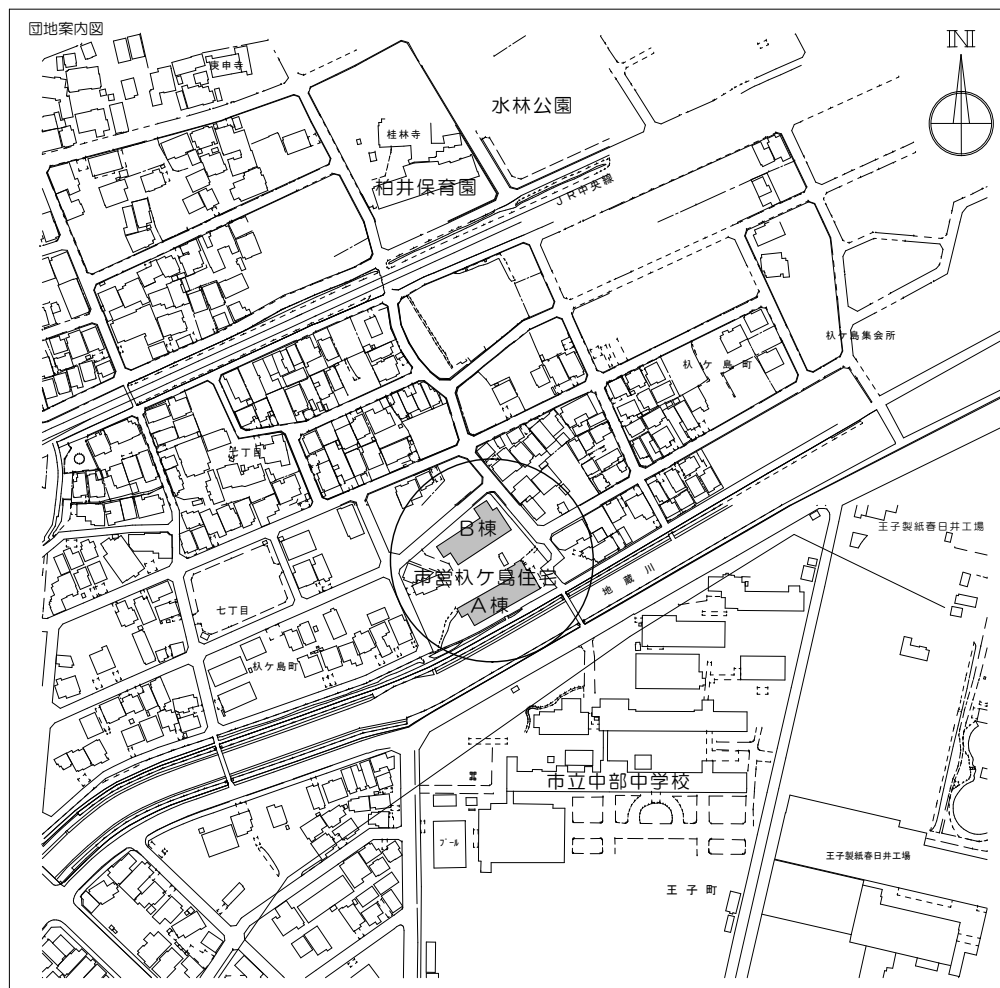 団地案内図
N
庚申寺
水林公園
桂林寺
柏井保育園
JR中央線
杁ケ島集会所
杁ケ島町
七丁目
B棟
王子製紙春日井工場
市営杁ケ島住宅
地蔵川
A棟
七丁目
杁ケ島町
市立中部中学校
プール
王子製紙春日井工場
王子町